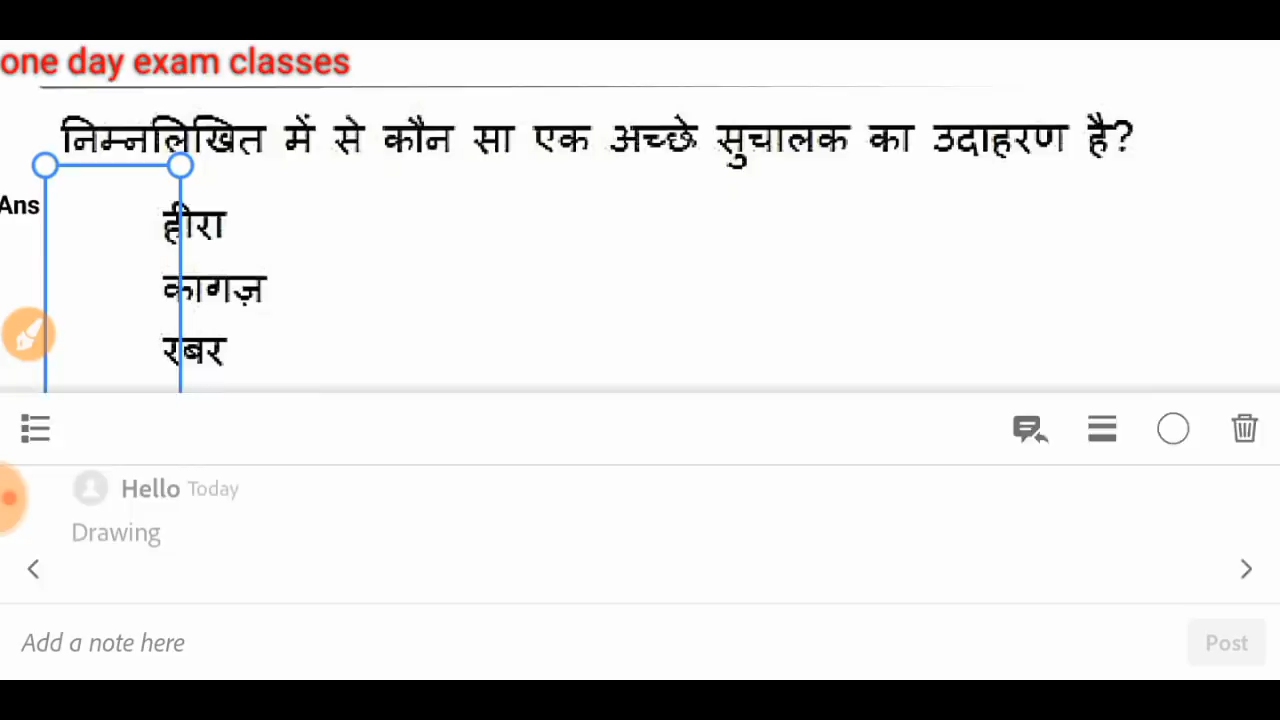 one day exam classes
निम्नलिखित में से कौन सा एक अच्छे सुचालक का उदाहरण है?
Ans
हीरा
कागज़
रबर
Hello Today
Drawing
Add a note here
Post